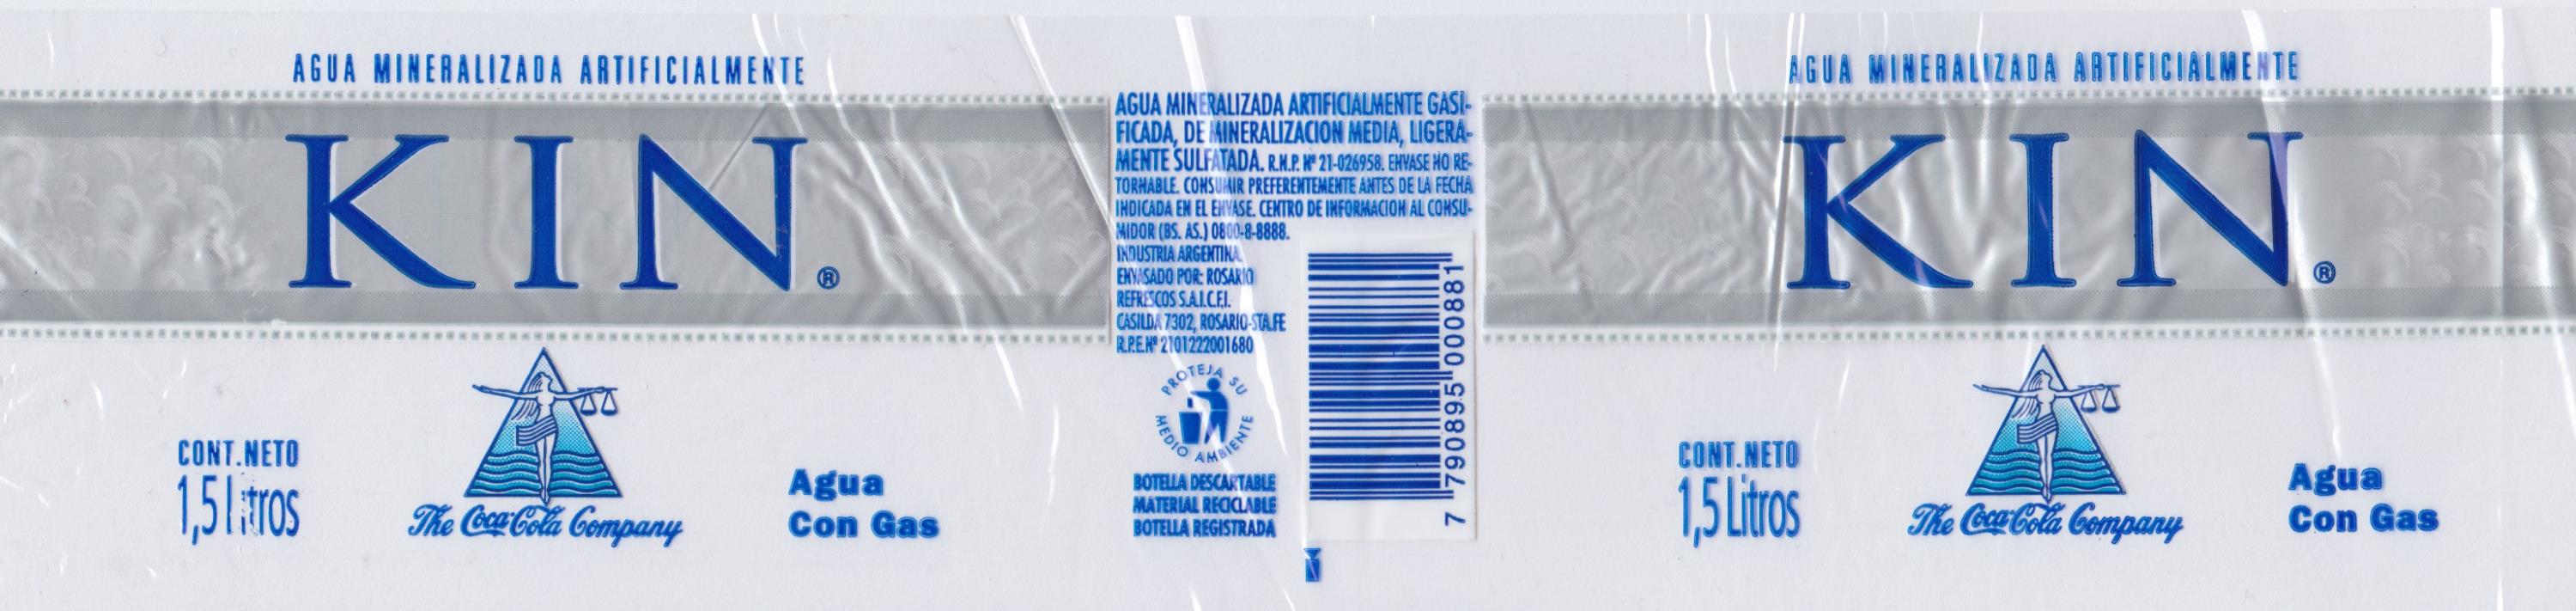 AGUA MINERALIZADA ARTIFICIALMENTE
KIN®
CONT.NETO
1,5 Litros
The Coca-Cola Company
Agua
Con Gas
AGUA MINERALIZADA ARTIFICIALMENTE GASI-
FICADA, DE MINERALIZACION MEDIA, LIGERA-
MENTE SULFATADA. R.N.P. Nº 21-026958. ENVASE NO RE-
TORNABLE. CONSUMIR PREFERENTEMENTE ANTES DE LA FECHA
INDICADA EN EL ENVASE. CENTRO DE INFORMACION AL CONSU-
MIDOR (BS. AS.) 0800-8-8888.
INDUSTRIA ARGENTINA.
ENVASADO POR: ROSARIO
REFRESCOS S.A.I.C.F.I.
CASILDA 7302, ROSARIO-STA.FE
R.P.E.Nº 2101222001680
PROTEJA SU
MEDIO AMBIENTE
BOTELLA DESCARTABLE
MATERIAL RECICLABLE
BOTELLA REGISTRADA
7 790895 000881
AGUA MINERALIZADA ARTIFICIALMENTE
KIN®
CONT.NETO
1,5 Litros
The Coca-Cola Company
Agua
Con Gas